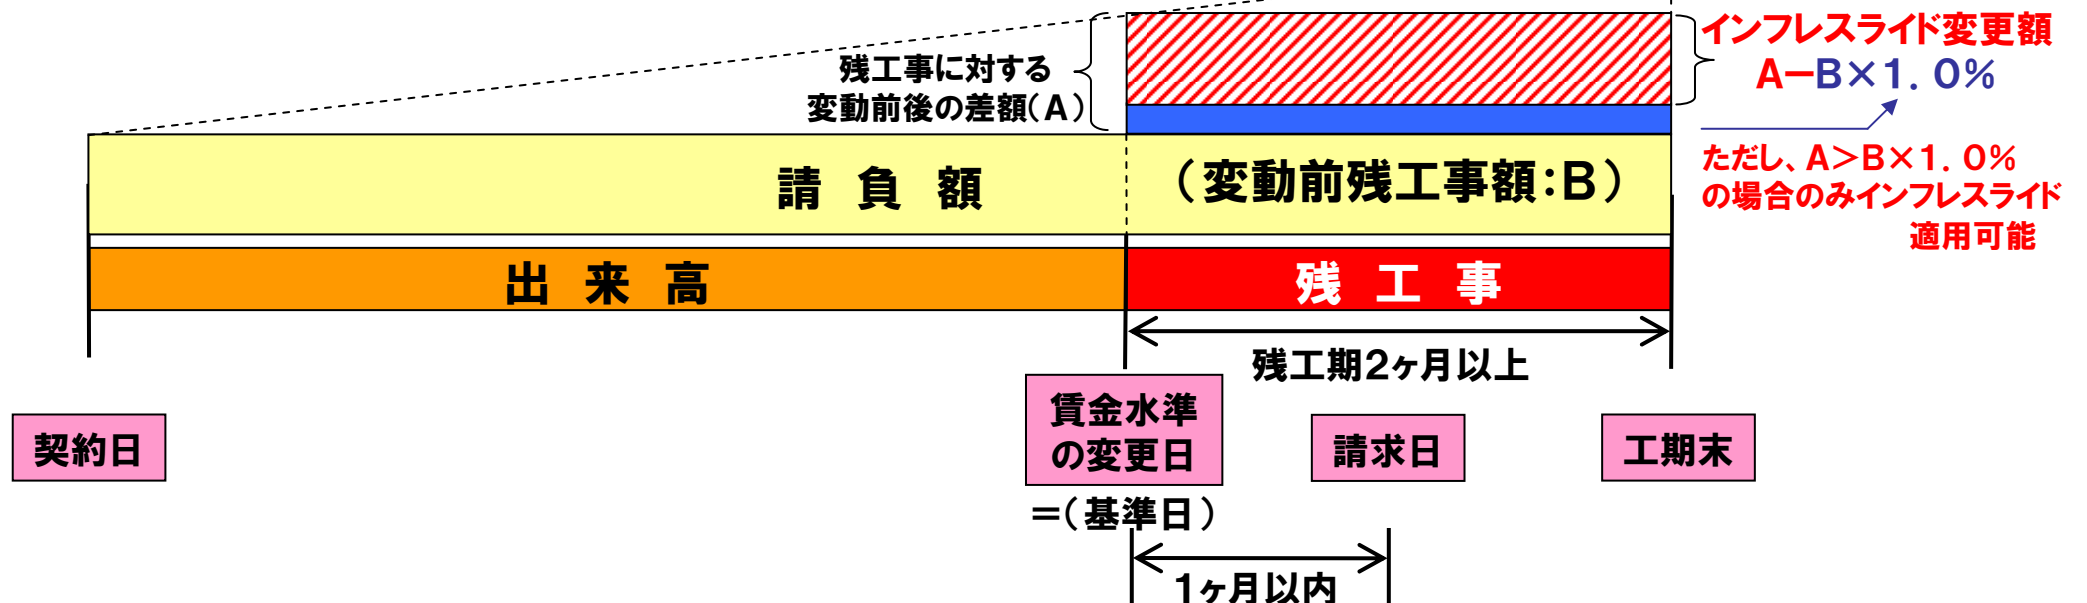 インフレスライド変更額
A－B×1．0％
残工事に対する
変動前後の差額（A）
ただし、A＞B×1．0％
の場合のみインフレスライド
適用可能
請　負　額
（変動前残工事額：B）
出　来　高
残　工　事
残工期2ヶ月以上
契約日
賃金水準
の変更日
＝（基準日）
請求日
工期末
1ヶ月以内